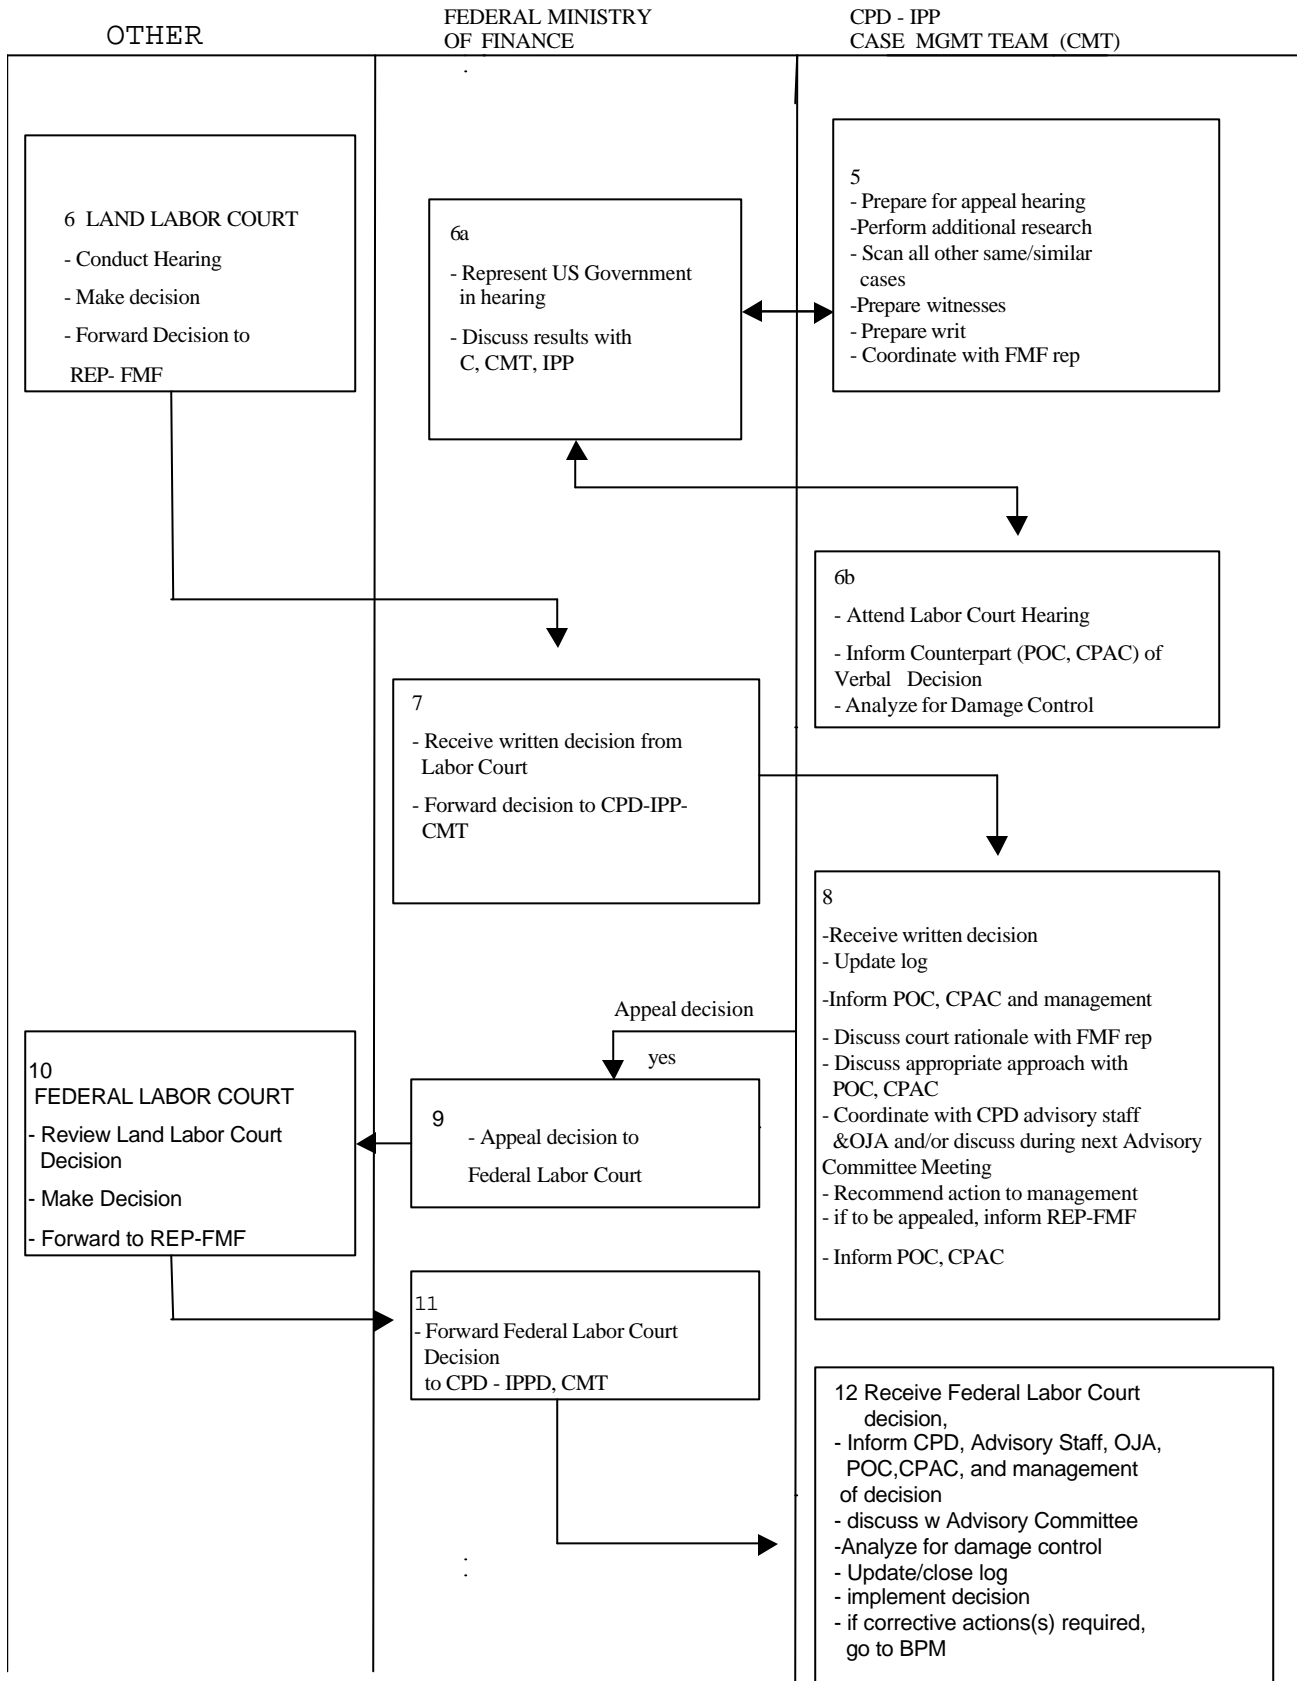 OTHER
FEDERAL MINISTRY
OF FINANCE
CPD - IPP
CASE MGMT TEAM (CMT)
6 LAND LABOR COURT
- Conduct Hearing
- Make decision
- Forward Decision to
REP- FMF
6a
- Represent US Government
in hearing
- Discuss results with
C, CMT, IPP
5
- Prepare for appeal hearing
-Perform additional research
- Scan all other same/similar
cases
-Prepare witnesses
- Prepare writ
- Coordinate with FMF rep
6b
- Attend Labor Court Hearing
- Inform Counterpart (POC, CPAC) of
Verbal Decision
- Analyze for Damage Control
7
- Receive written decision from
Labor Court
- Forward decision to CPD-IPP-
CMT
8
-Receive written decision
- Update log
-Inform POC, CPAC and management
- Discuss court rationale with FMF rep
- Discuss appropriate approach with
POC, CPAC
- Coordinate with CPD advisory staff
&OJA and/or discuss during next Advisory
Committee Meeting
- Recommend action to management
- if to be appealed, inform REP-FMF
- Inform POC, CPAC
Appeal decision
yes
9
- Appeal decision to
Federal Labor Court
10
FEDERAL LABOR COURT
- Review Land Labor Court
Decision
- Make Decision
- Forward to REP-FMF
11
- Forward Federal Labor Court
Decision
to CPD - IPPD, CMT
12 Receive Federal Labor Court
decision,
- Inform CPD, Advisory Staff, OJA,
POC,CPAC, and management
of decision
- discuss w Advisory Committee
-Analyze for damage control
- Update/close log
- implement decision
- if corrective actions(s) required,
go to BPM